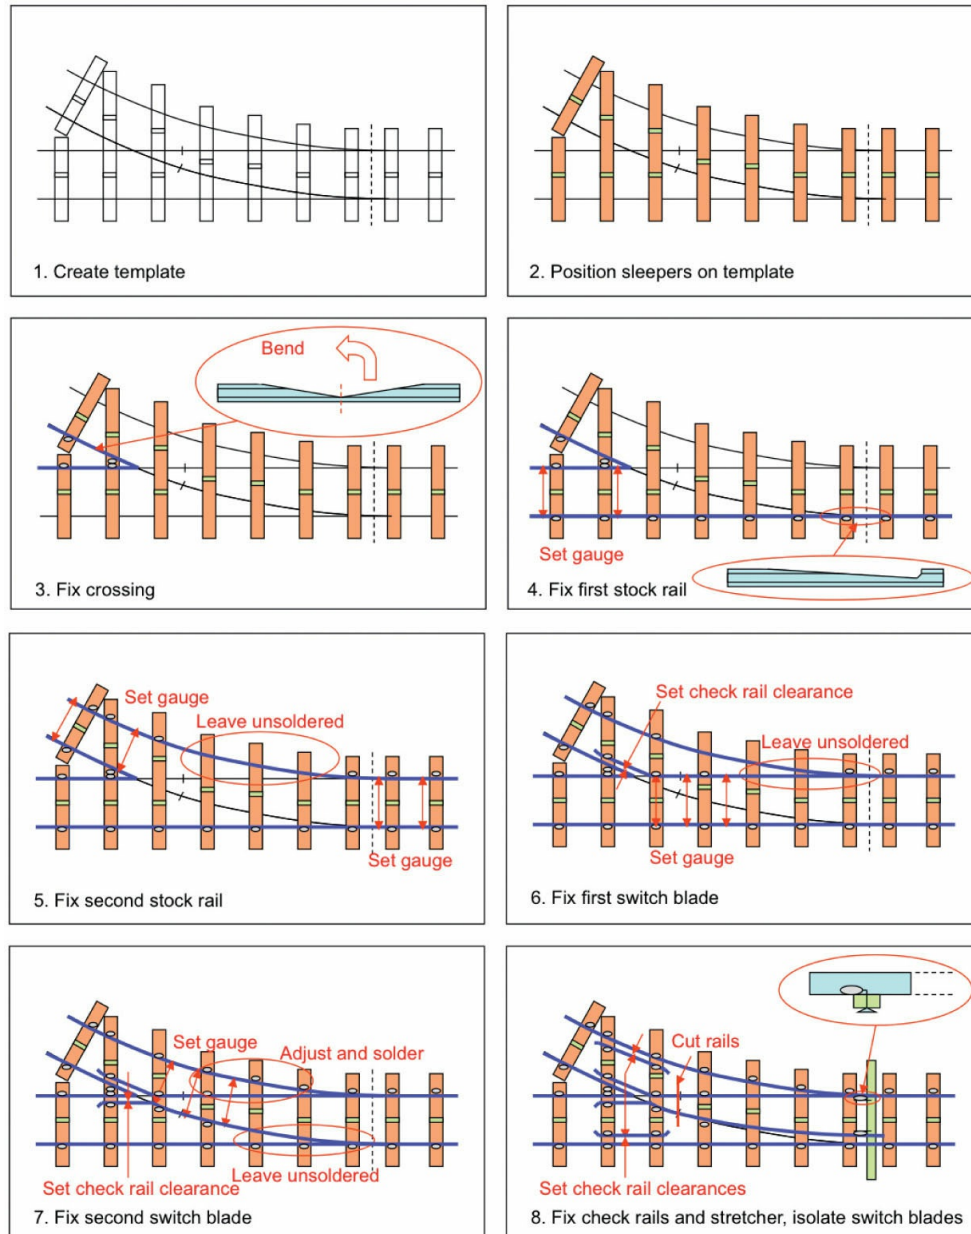 1. Create template
2. Position sleepers on template
Bend
3. Fix crossing
Set gauge
4. Fix first stock rail
Set gauge
Leave unsoldered
Set gauge
5. Fix second stock rail
Set check rail clearance
Leave unsoldered
Set gauge
6. Fix first switch blade
Set gauge
Adjust and solder
Leave unsoldered
Set check rail clearance
7. Fix second switch blade
Cut rails
Set check rail clearances
8. Fix check rails and stretcher, isolate switch blades